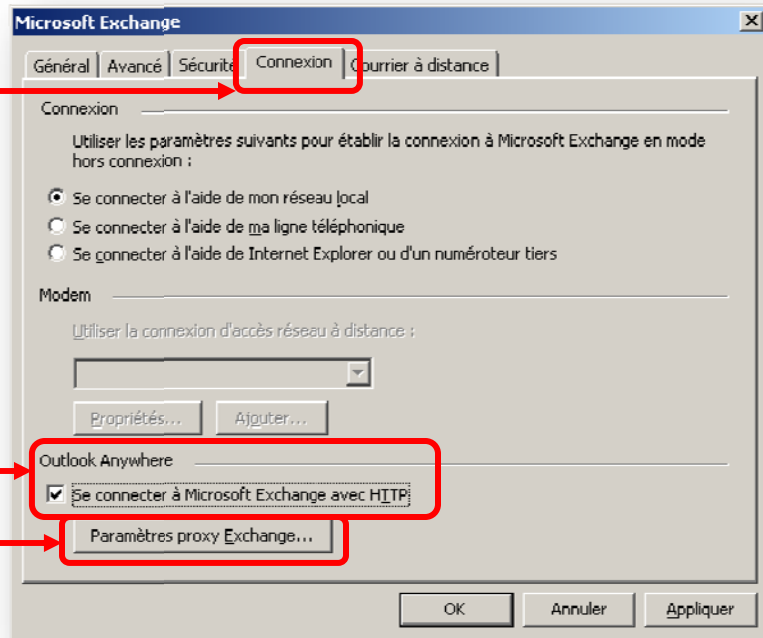 Microsoft Exchange
Général Avancé Sécurité Connexion Courrier à distance
Connexion
Utiliser les paramètres suivants pour établir la connexion à Microsoft Exchange en mode
hors connexion :
Se connecter à l'aide de mon réseau local
Se connecter à l'aide de ma ligne téléphonique
Se connecter à l'aide de Internet Explorer ou d'un numéroteur tiers
Modem
Utiliser la connexion d'accès réseau à distance :
Propriétés... Ajouter...
Outlook Anywhere
Se connecter à Microsoft Exchange avec HTTP
Paramètres proxy Exchange...
OK Annuler Appliquer